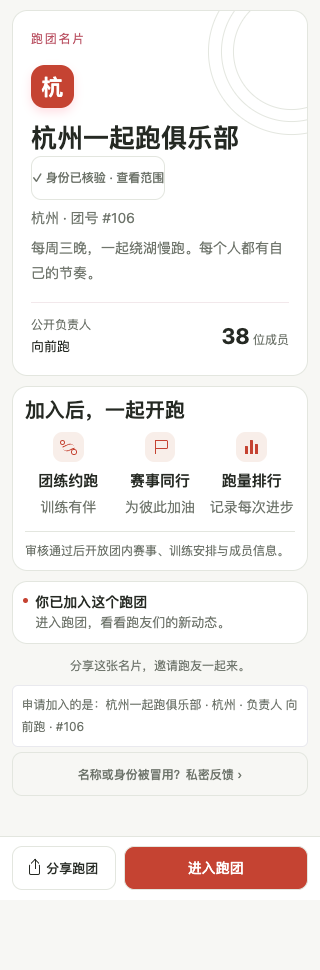 跑团名片
杭
杭州一起跑俱乐部
✓ 身份已核验 · 查看范围
杭州 · 团号 #106
每周三晚，一起绕湖慢跑。每个人都有自
己的节奏。
公开负责人
向前跑
38 位成员
加入后，一起开跑
团练约跑
赛事同行
跑量排行
训练有伴
为彼此加油
记录每次进步
审核通过后开放团内赛事、训练安排与成员信息。
你已加入这个跑团
进入跑团，看看跑友们的新动态。
分享这张名片，邀请跑友一起来。
申请加入的是：杭州一起跑俱乐部 · 杭州 · 负责人 向
前跑 · #106
名称或身份被冒用？私密反馈 ›
分享跑团
进入跑团